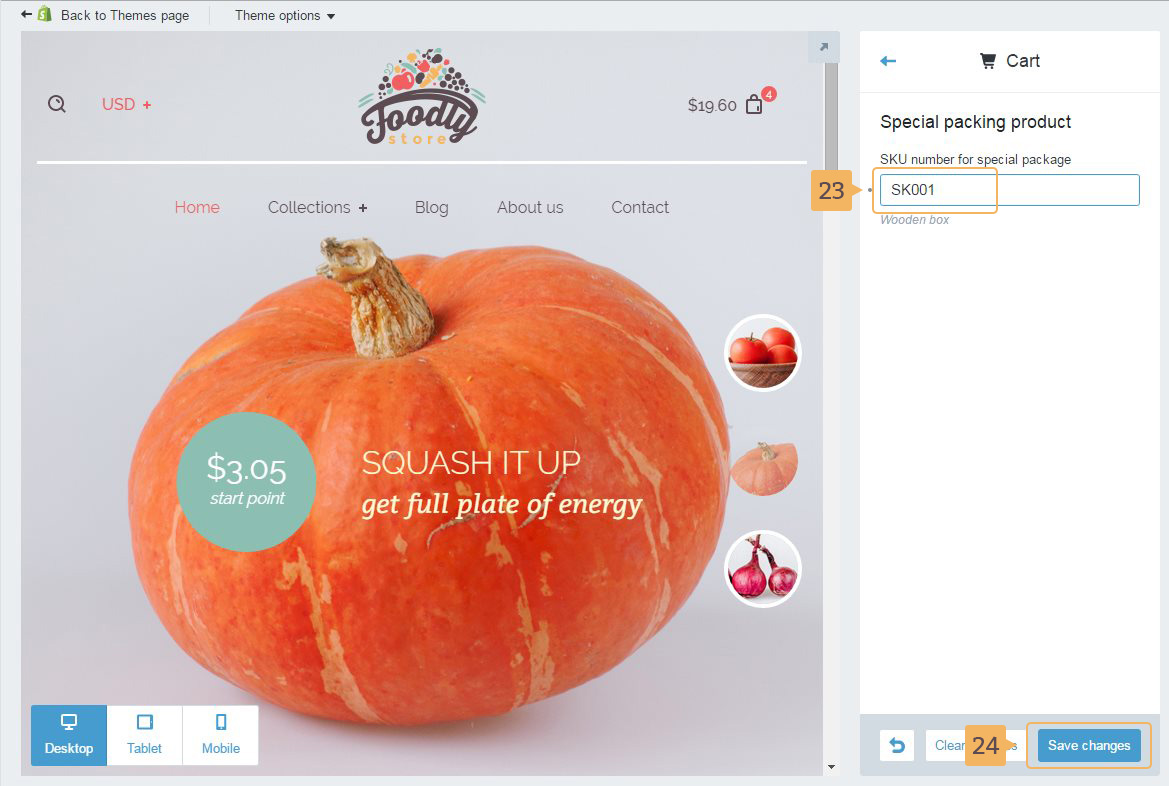 Back to Themes page
Theme options
Cart
USD +
Foodly
store
$19.60
4
Special packing product
SKU number for special package
23
SK001
Wooden box
Home
Collections +
Blog
About us
Contact
$3.05
start point
SQUASH IT UP
get full plate of energy
Desktop
Tablet
Mobile
24
Save changes